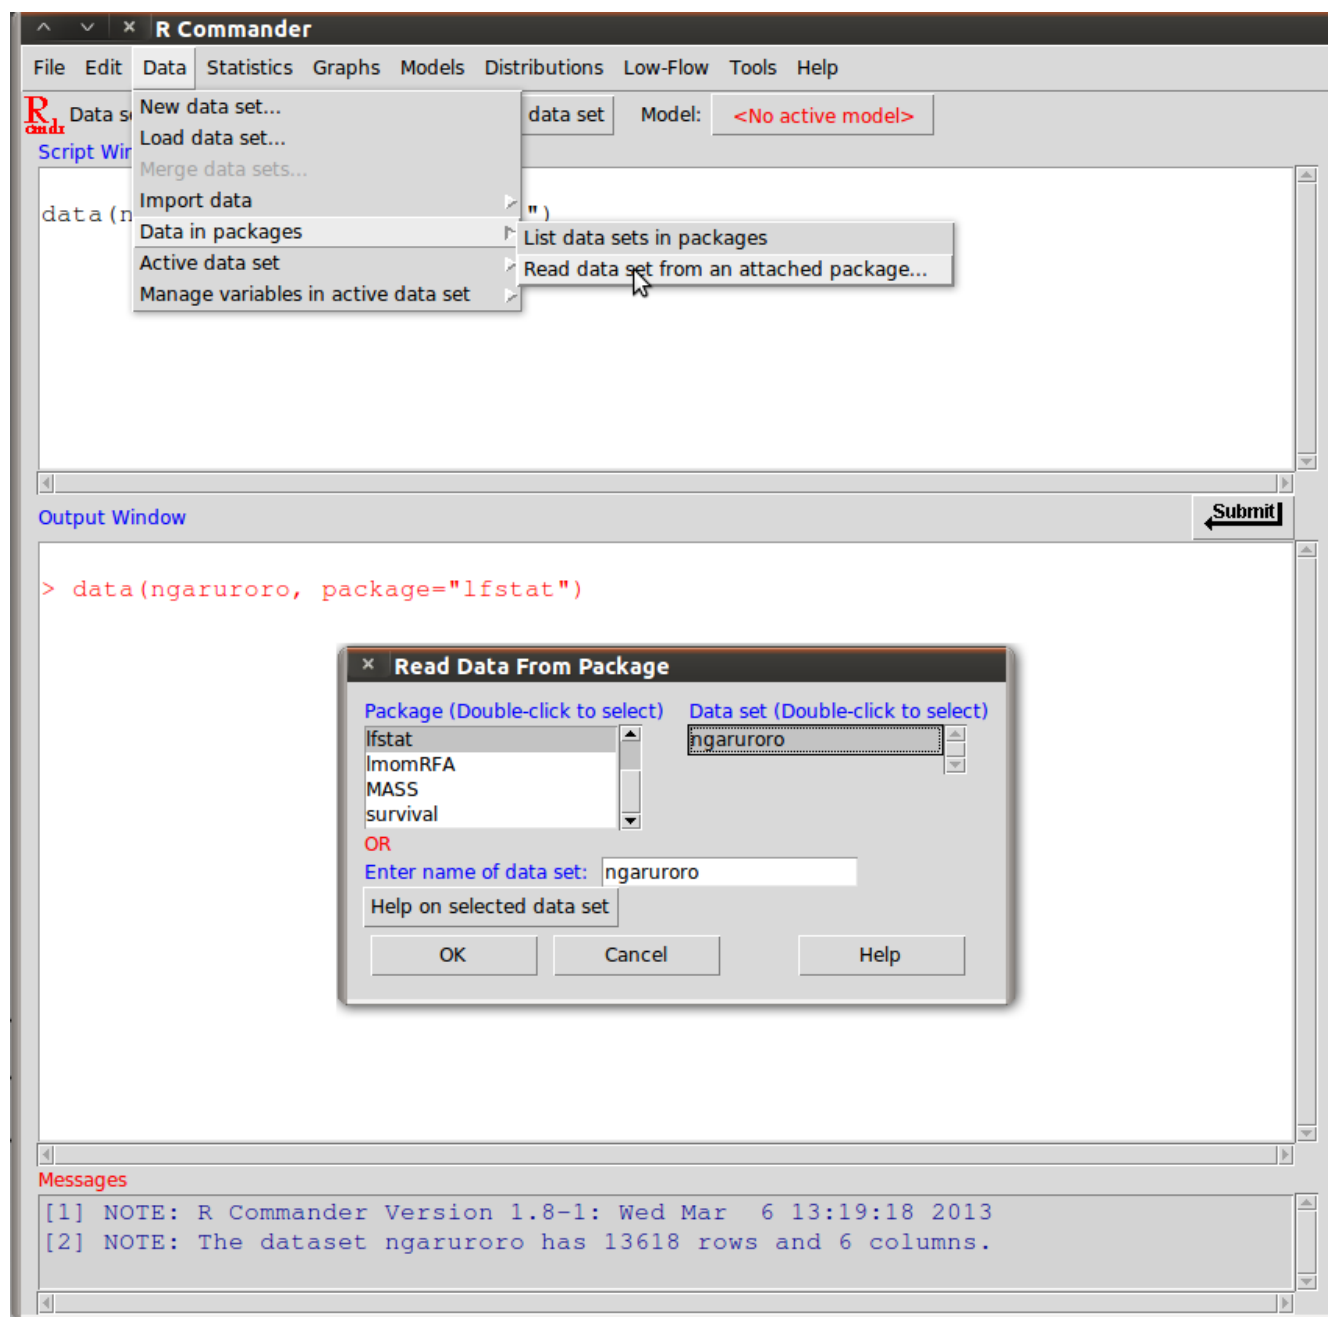 R Commander
File Edit Data Statistics Graphs Models Distributions Low-Flow Tools Help
R cmdr Data s data set Model: <No active model>
New data set...
Load data set...
Merge data sets...
Import data
Data in packages
Active data set
Manage variables in active data set
List data sets in packages
Read data set from an attached package...
Script Wi
data(n ")
Output Window Submit
> data(ngaruroro, package="lfstat")
Read Data From Package
Package (Double-click to select) Data set (Double-click to select)
lfstat ngaruroro
lmomRFA
MASS
survival
OR
Enter name of data set: ngaruroro
Help on selected data set
OK Cancel Help
Messages
[1] NOTE: R Commander Version 1.8-1: Wed Mar  6 13:19:18 2013
[2] NOTE: The dataset ngaruroro has 13618 rows and 6 columns.